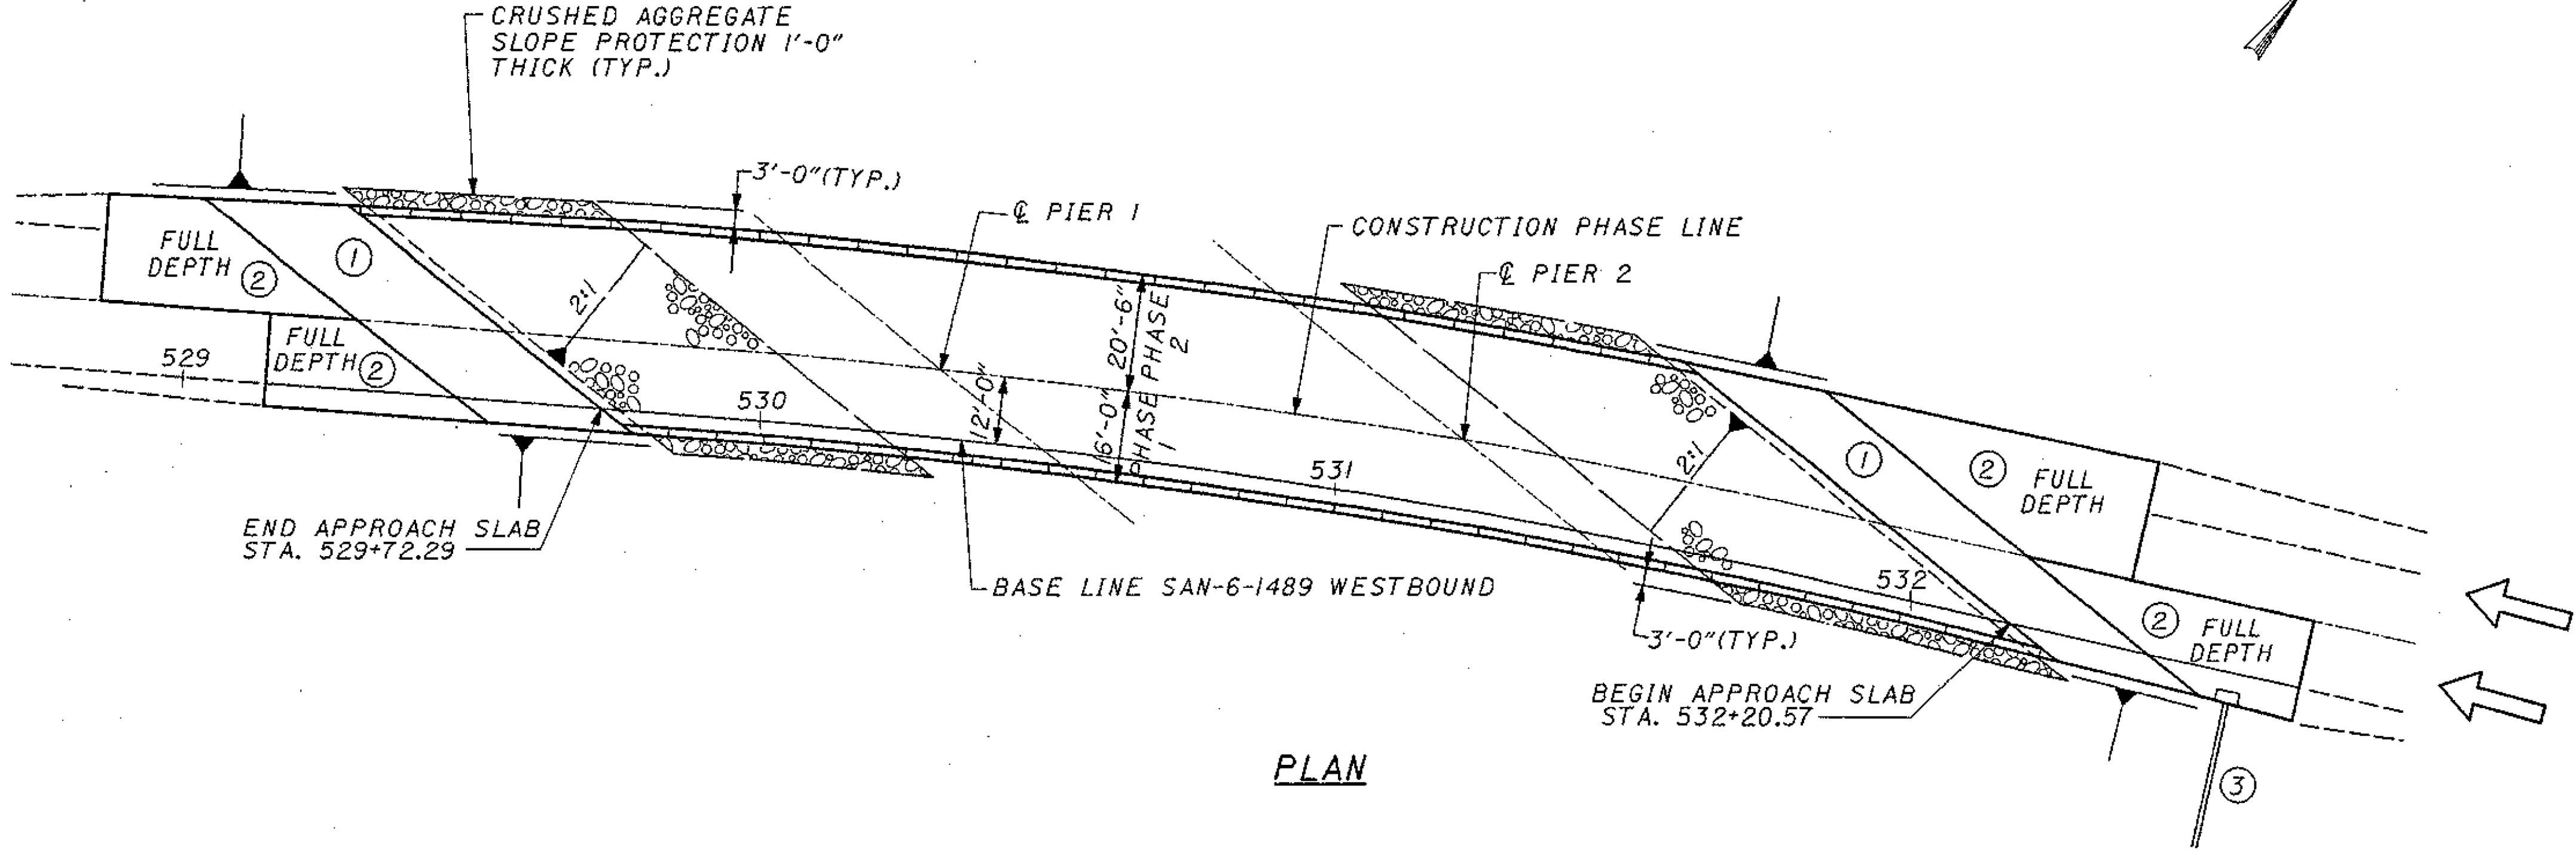 CRUSHED AGGREGATE
SLOPE PROTECTION 1'-0"
THICK (TYP.)
3'-0" (TYP.)
℄ PIER 1
CONSTRUCTION PHASE LINE
℄ PIER 2
FULL
DEPTH
2
1
2:1
20'-6"
PHASE
2
FULL
DEPTH
2
529
530
12'-0"
16'-0"
PHASE
1
531
2:1
1
2
FULL
DEPTH
END APPROACH SLAB
STA. 529+72.29
BASE LINE SAN-6-1489 WESTBOUND
532
3'-0" (TYP.)
2
FULL
DEPTH
BEGIN APPROACH SLAB
STA. 532+20.57
PLAN
3